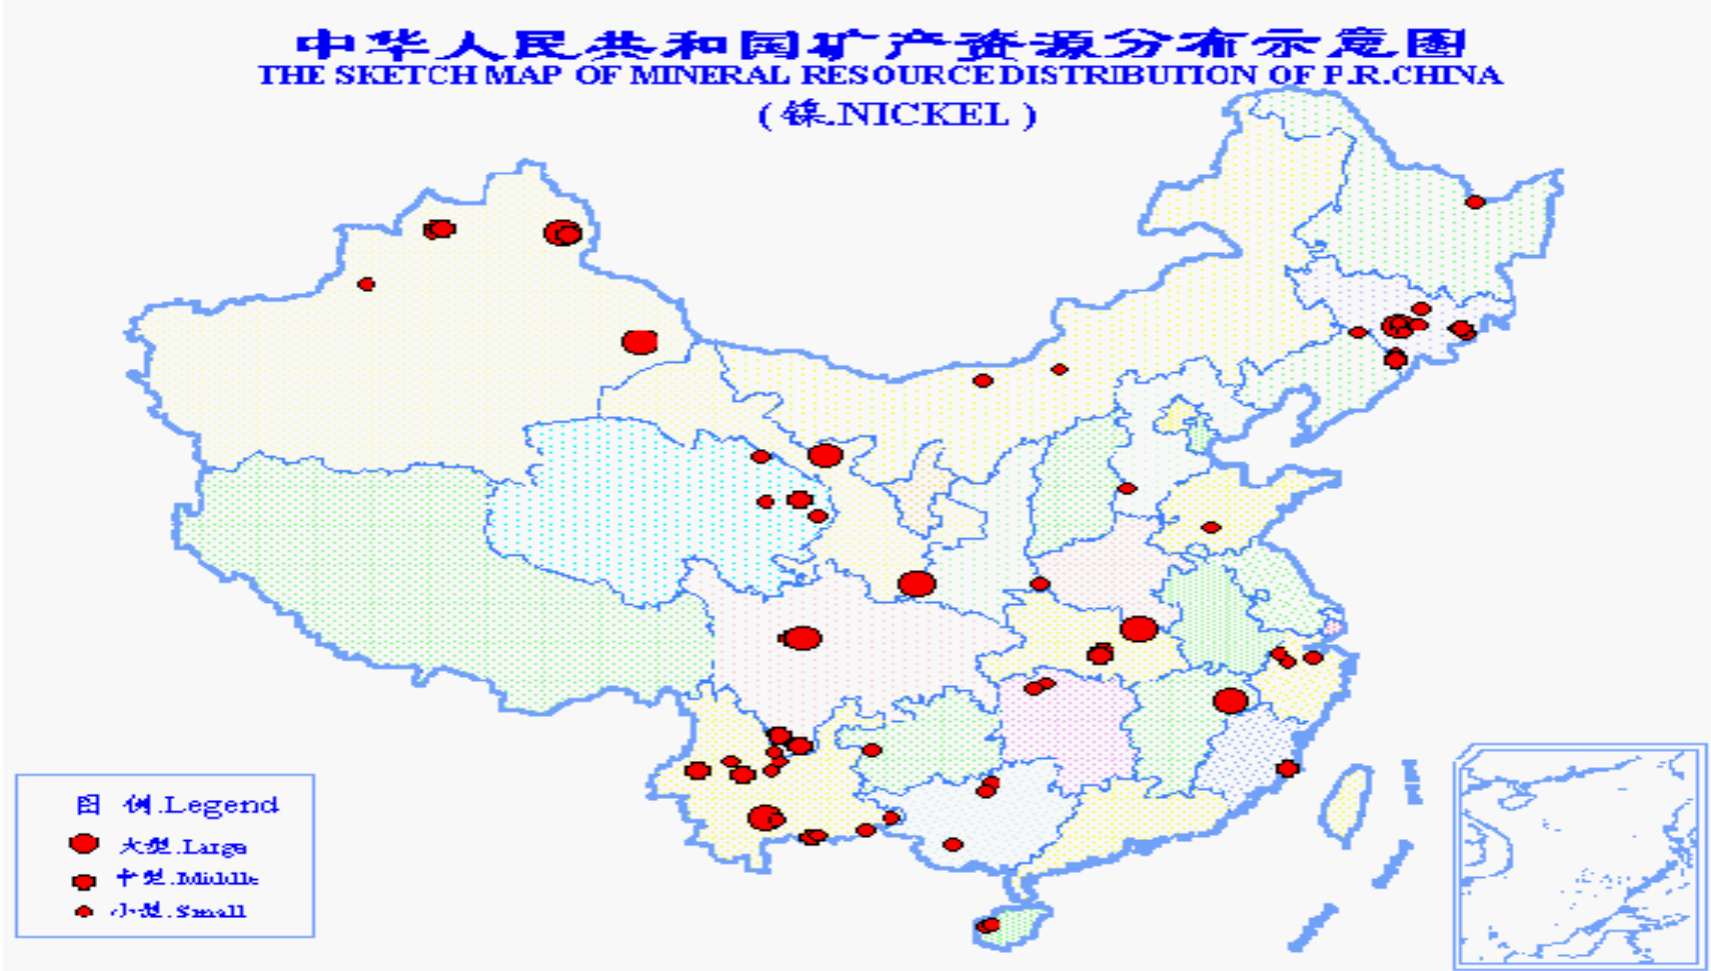 中华人民共和国矿产资源分布示意图
THE SKETCH MAP OF MINERAL RESOURCE DISTRIBUTION OF P.R.CHINA
(镍.NICKEL)
图 例.Legend
大型.Large
中型.Middle
小型.Small